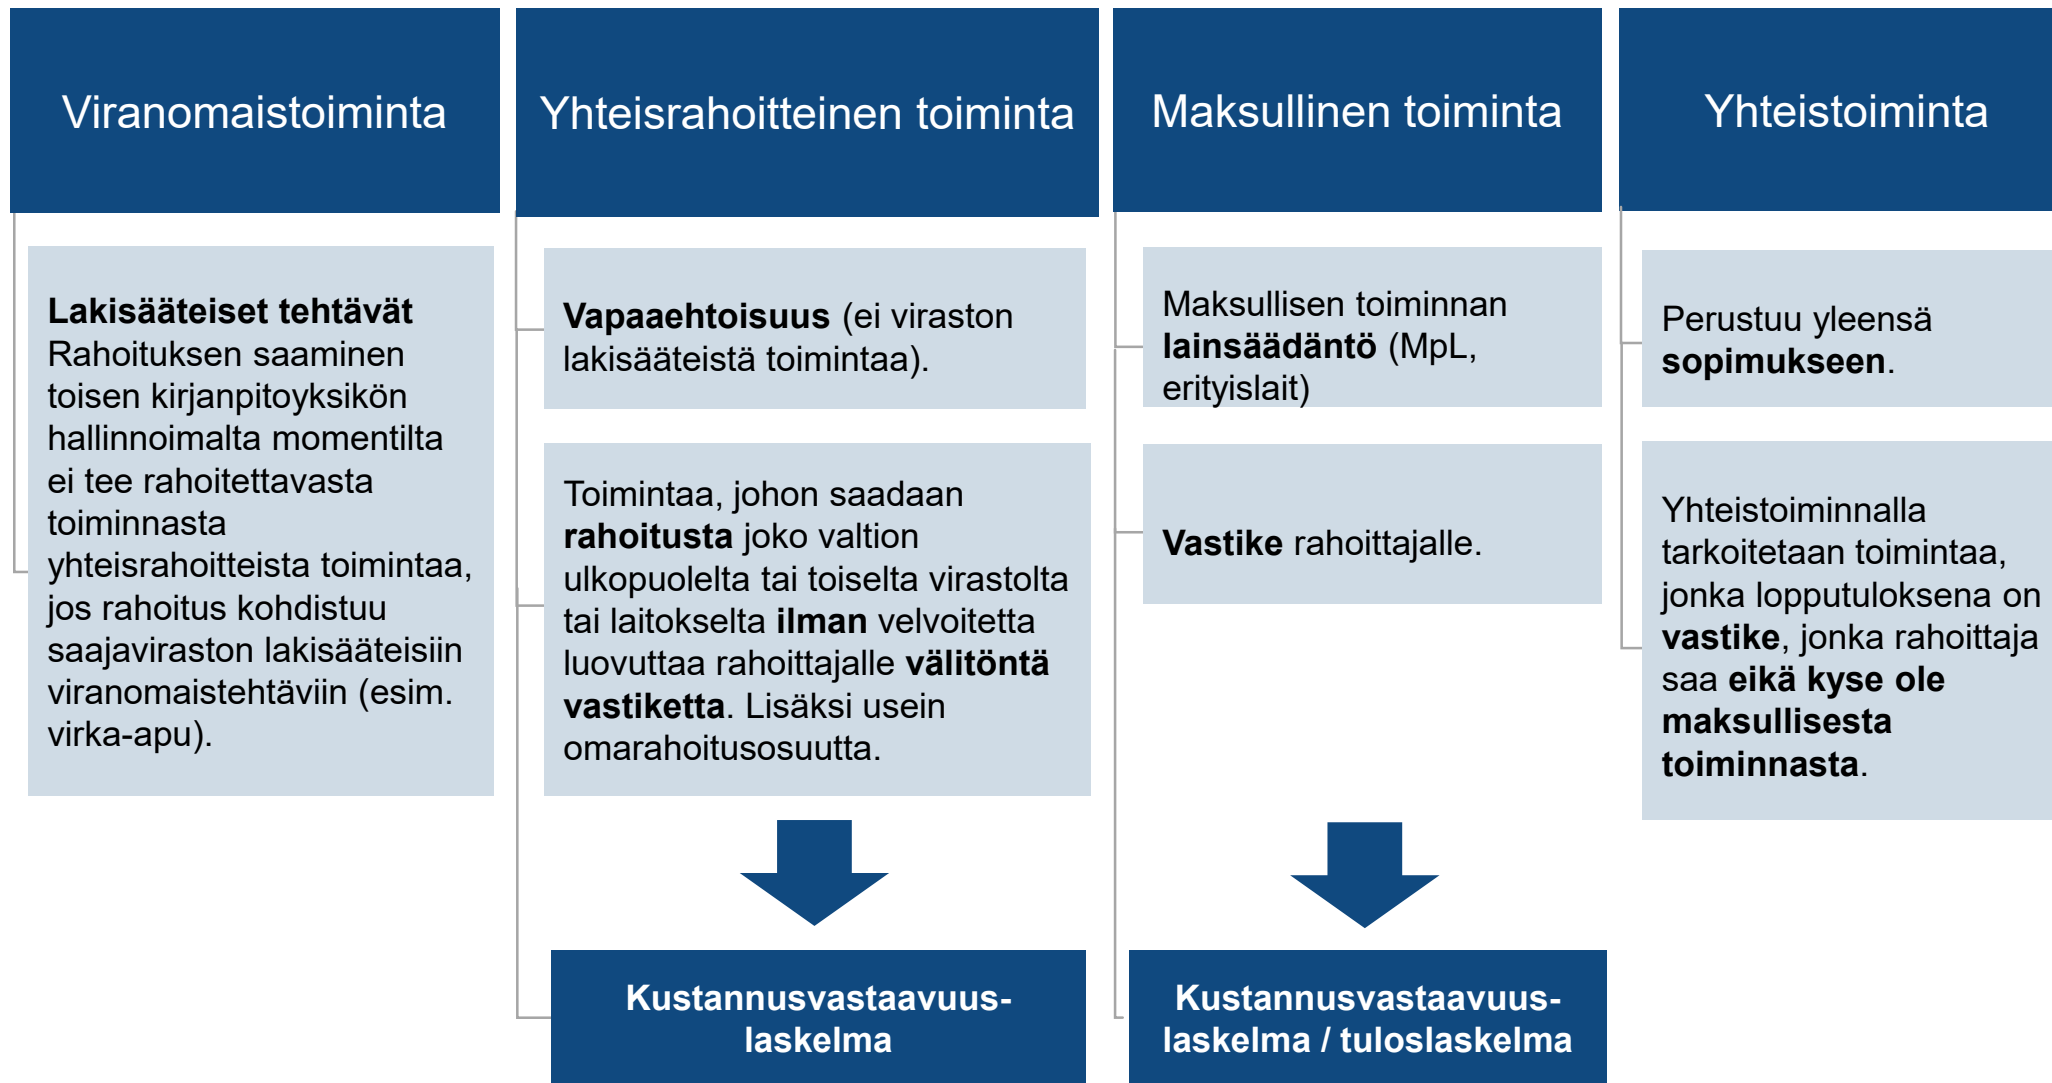 Viranomaistoiminta
Lakisääteiset tehtävät
Rahoituksen saaminen
toisen kirjanpitoyksikön
hallinnoimalta momentilta
ei tee rahoitettavasta
toiminnasta
yhteisrahoitteista toimintaa,
jos rahoitus kohdistuu
saajaviraston lakisääteisiin
viranomaistehtäviin (esim.
virka-apu).
Yhteisrahoitteinen toiminta
Vapaaehtoisuus (ei viraston
lakisääteistä toimintaa).
Toimintaa, johon saadaan
rahoitusta joko valtion
ulkopuolelta tai toiselta virastolta
tai laitokselta ilman velvoitetta
luovuttaa rahoittajalle välitöntä
vastiketta. Lisäksi usein
omarahoitusosuutta.
Kustannusvastaavuus-
laskelma
Maksullinen toiminta
Maksullisen toiminnan
lainsäädäntö (MpL,
erityislait)
Vastike rahoittajalle.
Kustannusvastaavuus-
laskelma / tuloslaskelma
Yhteistoiminta
Perustuu yleensä
sopimukseen.
Yhteistoiminnalla
tarkoitetaan toimintaa,
jonka lopputuloksena on
vastike, jonka rahoittaja
saa eikä kyse ole
maksullisesta
toiminnasta.